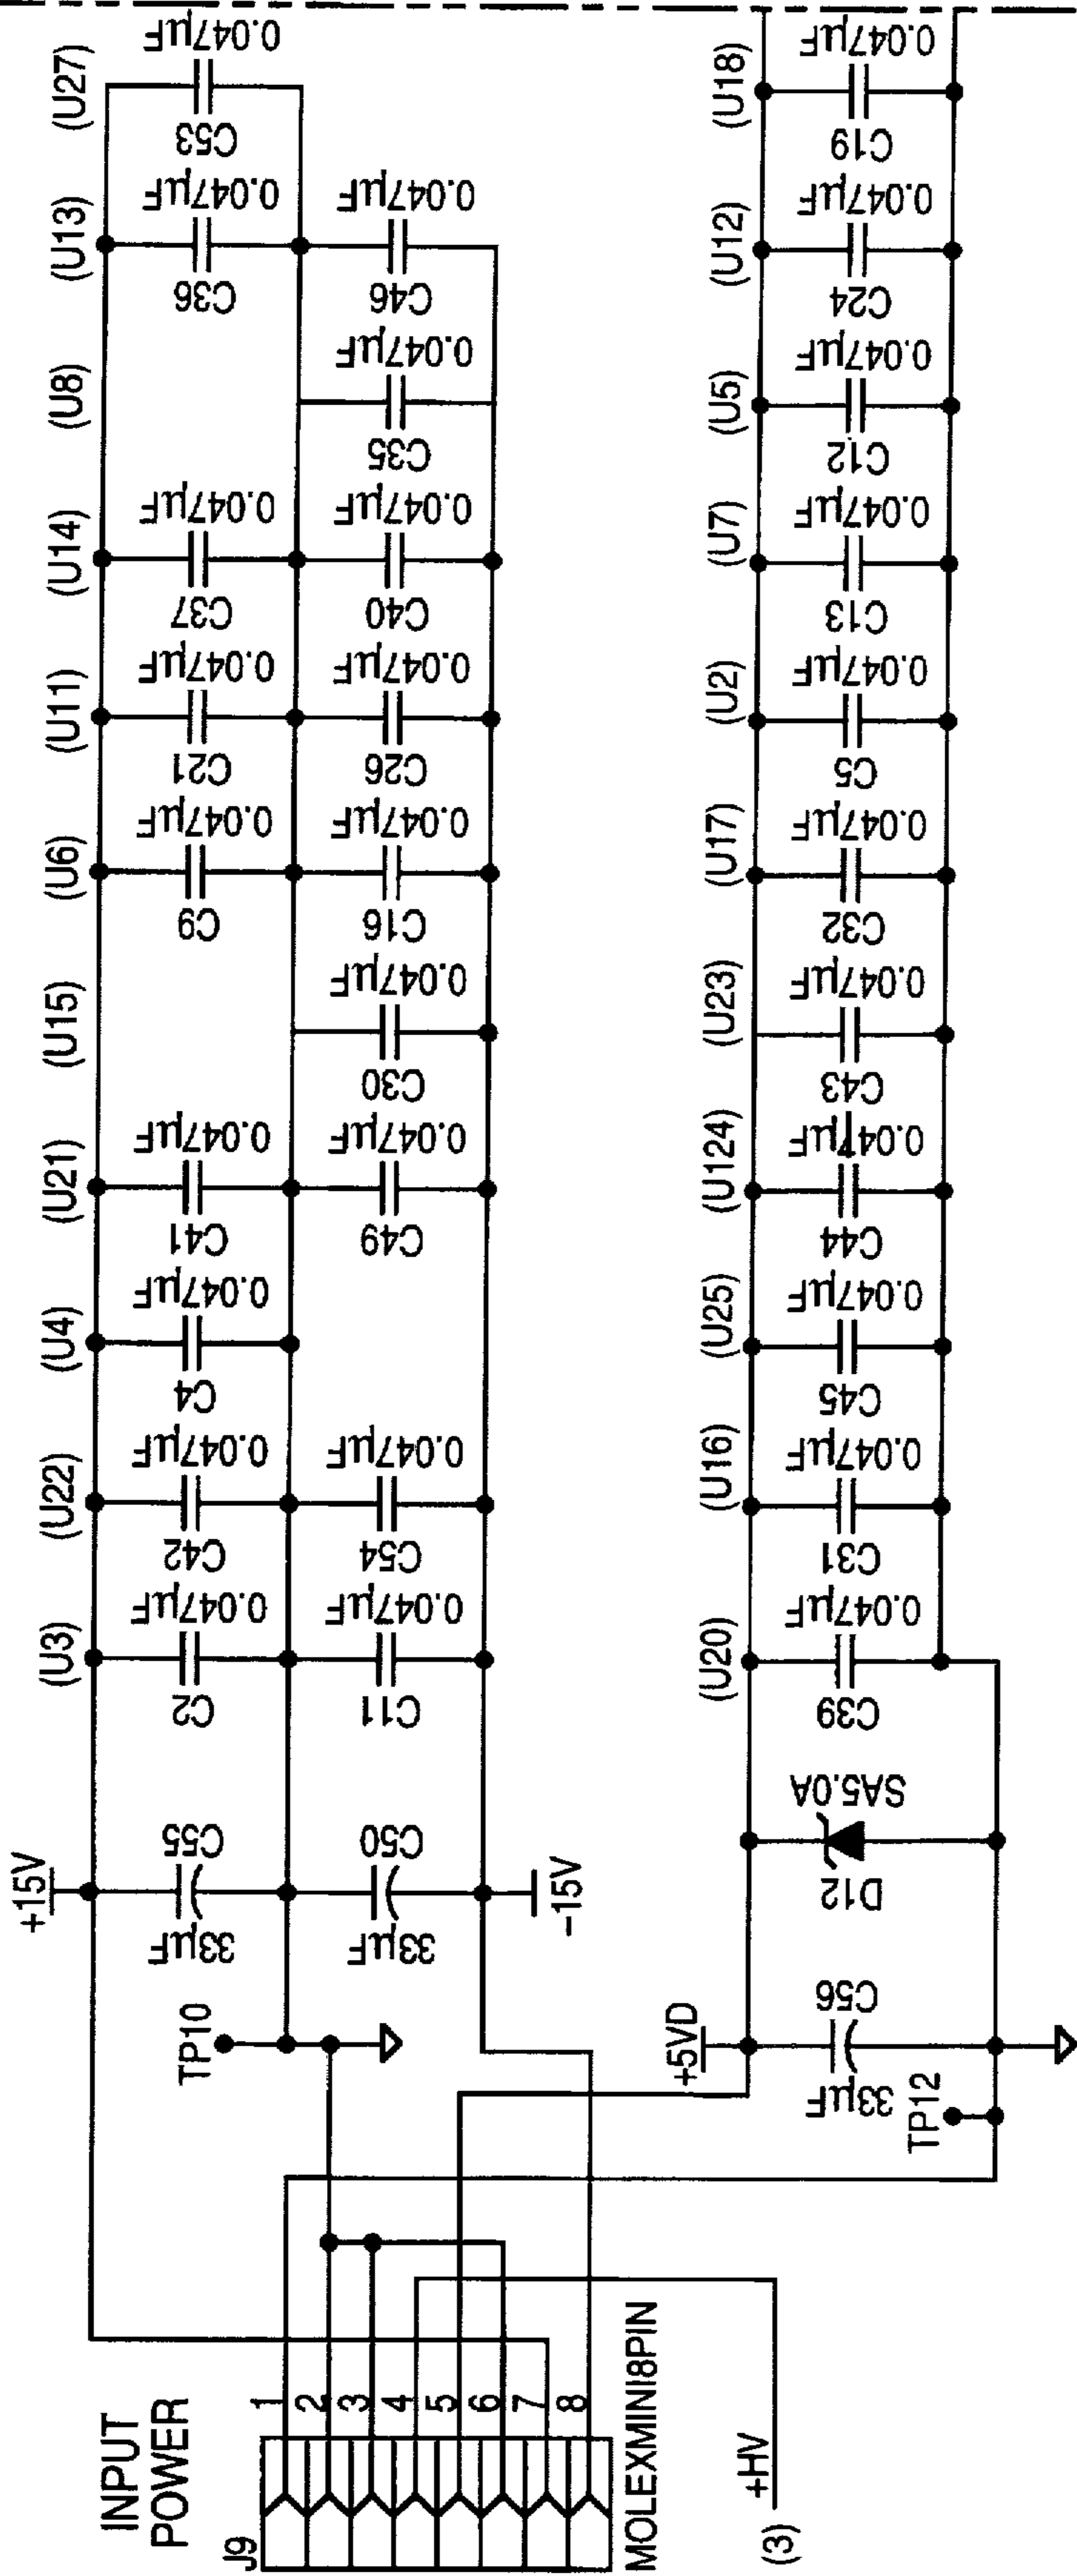 INPUT
POWER
J9
1
2
3
4
5
6
7
8
MOLEXMINI8PIN
+HV
(3)
+15V
TP10
33µF
C55
33µF
C50
-15V
(U3)
(U22)
(U4)
(U21)
(U15)
(U6)
(U11)
(U14)
(U8)
(U13)
(U27)
C2
0.047µF
C42
0.047µF
C4
0.047µF
C41
0.047µF
C9
0.047µF
C21
0.047µF
C37
0.047µF
C36
0.047µF
C53
0.047µF
C11
0.047µF
C54
0.047µF
C49
0.047µF
C30
0.047µF
C16
0.047µF
C26
0.047µF
C40
0.047µF
C35
0.047µF
C46
0.047µF
+5VD
TP12
33µF
C56
D12
SA5.0A
(U20)
(U16)
(U25)
(U124)
(U23)
(U17)
(U2)
(U7)
(U5)
(U12)
(U18)
C39
0.047µF
C31
0.047µF
C45
0.047µF
C44
0.047µF
C43
0.047µF
C32
0.047µF
C5
0.047µF
C13
0.047µF
C12
0.047µF
C24
0.047µF
C19
0.047µF